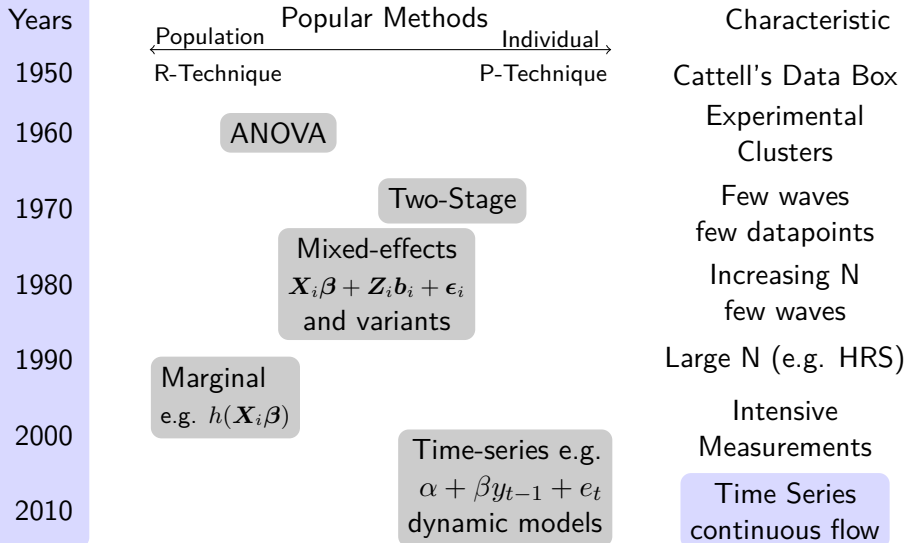 Years Popular Methods Characteristic
Population Individual
1950 R-Technique P-Technique Cattell's Data Box
1960 ANOVA Experimental
Clusters
1970 Two-Stage Few waves
few datapoints
Mixed-effects
1980 X_iβ + Z_ib_i + ϵ_i Increasing N
and variants few waves
1990 Large N (e.g. HRS)
Marginal
e.g. h(X_iβ)
2000 Intensive
Measurements
Time-series e.g.
α + βy_{t−1} + e_t Time Series
2010 dynamic models continuous flow